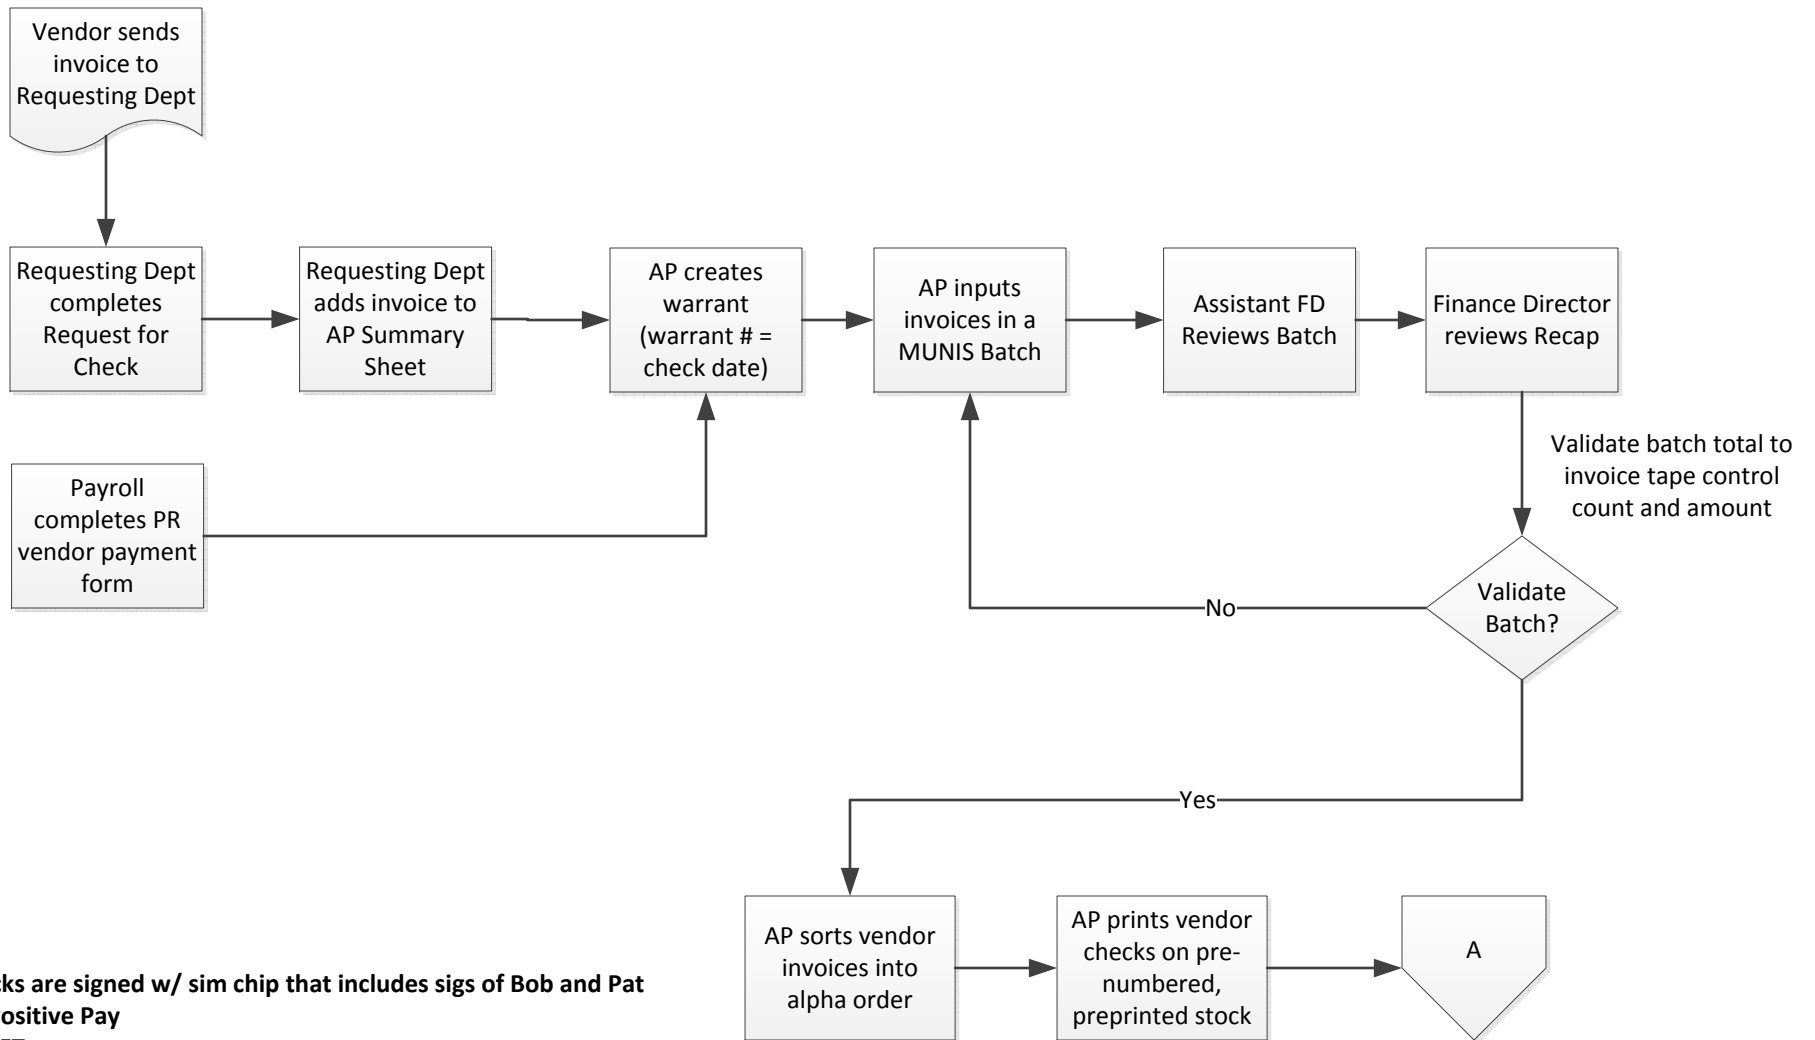 Vendor sends
invoice to
Requesting Dept
Requesting Dept
completes
Request for
Check
Requesting Dept
adds invoice to
AP Summary
Sheet
AP creates
warrant
(warrant # =
check date)
AP inputs
invoices in a
MUNIS Batch
Assistant FD
Reviews Batch
Finance Director
reviews Recap
Validate batch total to
invoice tape control
count and amount
Payroll
completes PR
vendor payment
form
Validate
Batch?
No
Yes
AP sorts vendor
invoices into
alpha order
AP prints vendor
checks on pre-
numbered,
preprinted stock
A
cks are signed w/ sim chip that includes sigs of Bob and Pat
ositive Pay